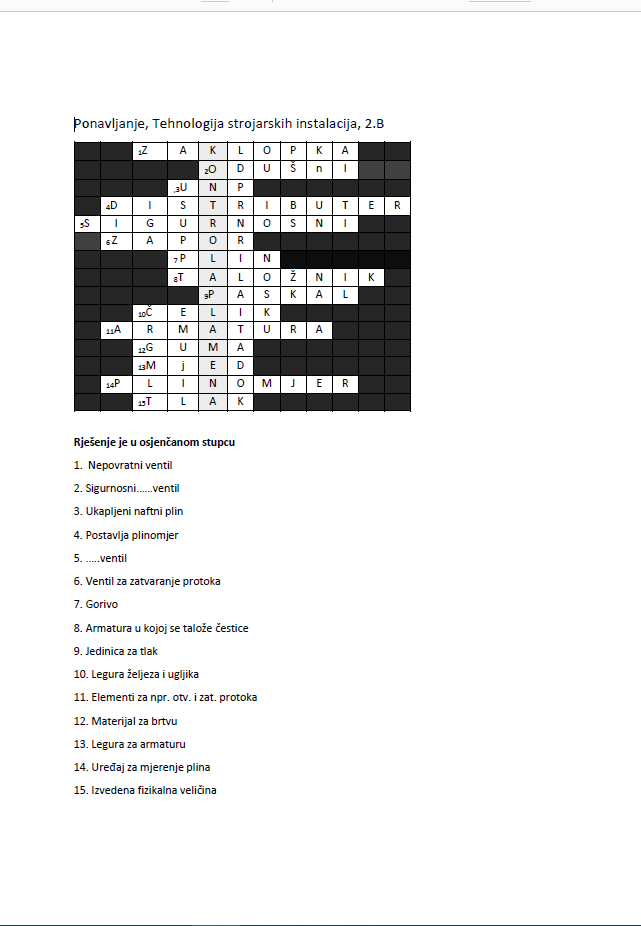 Ponavljanje, Tehnologija strojarskih instalacija, 2.B
1Z A K L O P K A
2O D U Š n I
,3U N P
4D I S T R I B U T E R
5S I G U R N O S N I
6Z A P O R
7P L I N
8T A L O Ž N I K
9P A S K A L
10Č E L I K
11A R M A T U R A
12G U M A
13M j E D
14P L I N O M J E R
15T L A K
Rješenje je u osjenčanom stupcu
1. Nepovratni ventil
2. Sigurnosni......ventil
3. Ukapljeni naftni plin
4. Postavlja plinomjer
5. .....ventil
6. Ventil za zatvaranje protoka
7. Gorivo
8. Armatura u kojoj se talože čestice
9. Jedinica za tlak
10. Legura željeza i ugljika
11. Elementi za npr. otv. i zat. protoka
12. Materijal za brtvu
13. Legura za armaturu
14. Uređaj za mjerenje plina
15. Izvedena fizikalna veličina